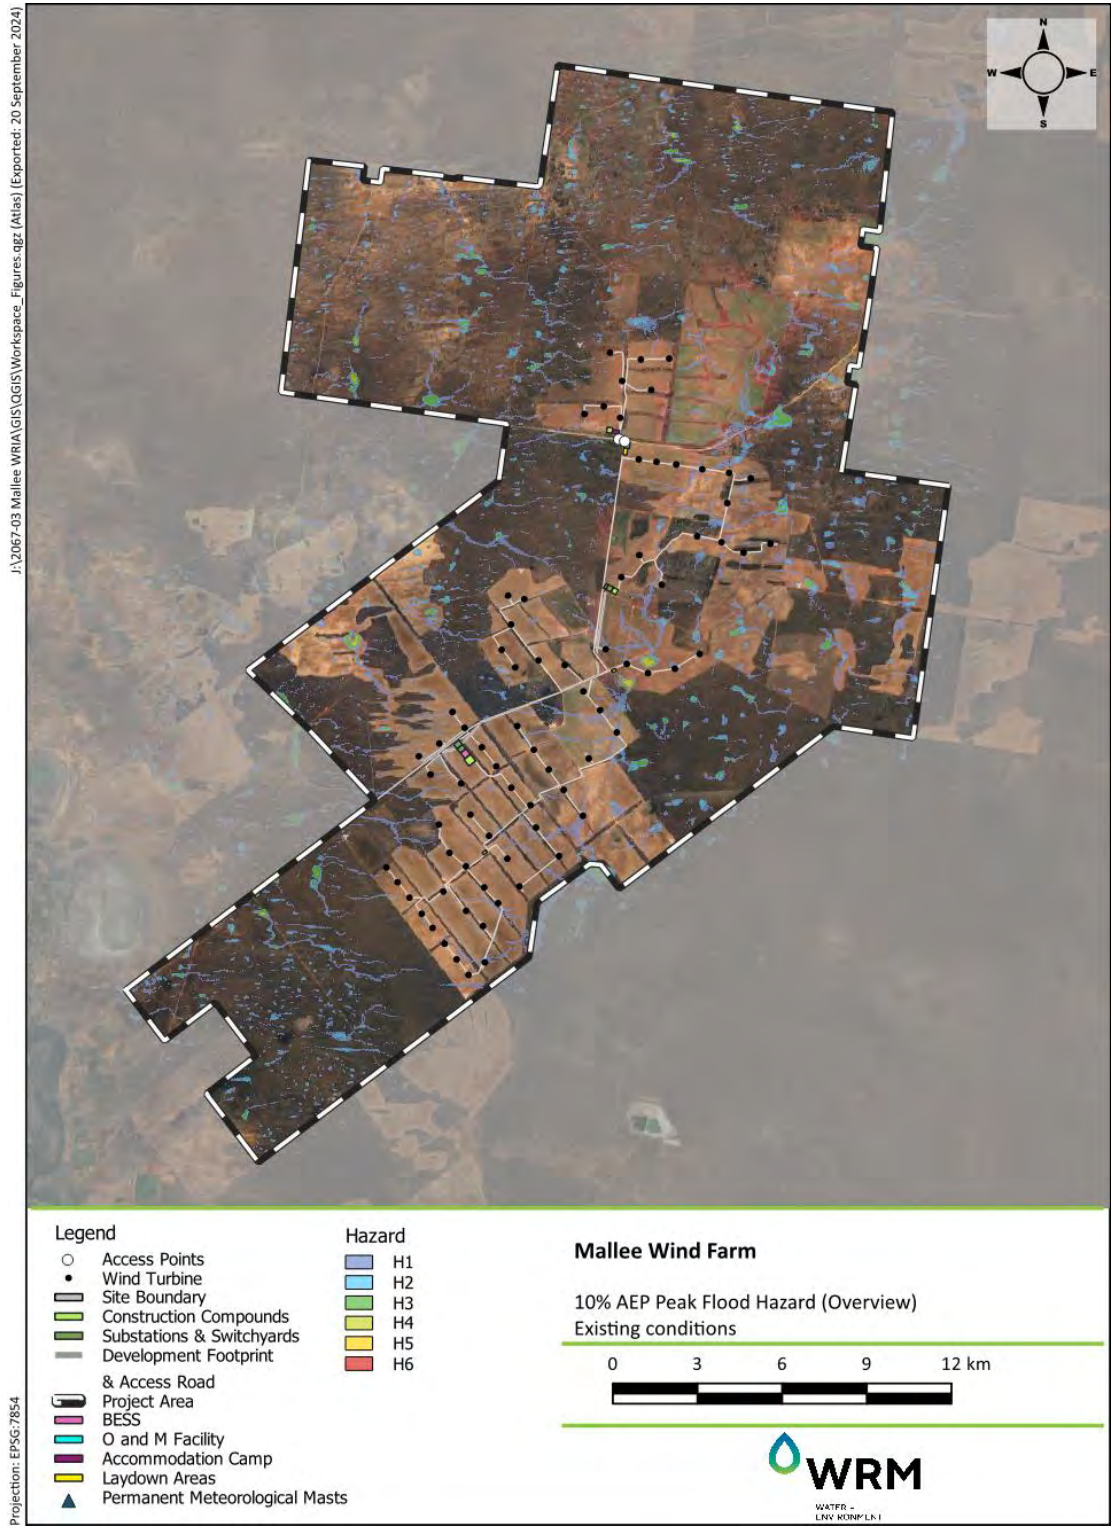 J:\2067-03 Mallee WRIA\GIS\QGIS\Workspace_Figures.qgz (Atlas) (Exported: 20 September 2024)
N
W
E
S
Projection: EPSG:7854
Legend
Access Points
Wind Turbine
Site Boundary
Construction Compounds
Substations & Switchyards
Development Footprint
& Access Road
Project Area
BESS
O and M Facility
Accommodation Camp
Laydown Areas
Permanent Meteorological Masts
Hazard
H1
H2
H3
H4
H5
H6
Mallee Wind Farm
10% AEP Peak Flood Hazard (Overview)
Existing conditions
0 3 6 9 12 km
WRM
WATER +
ENVIRONMENT